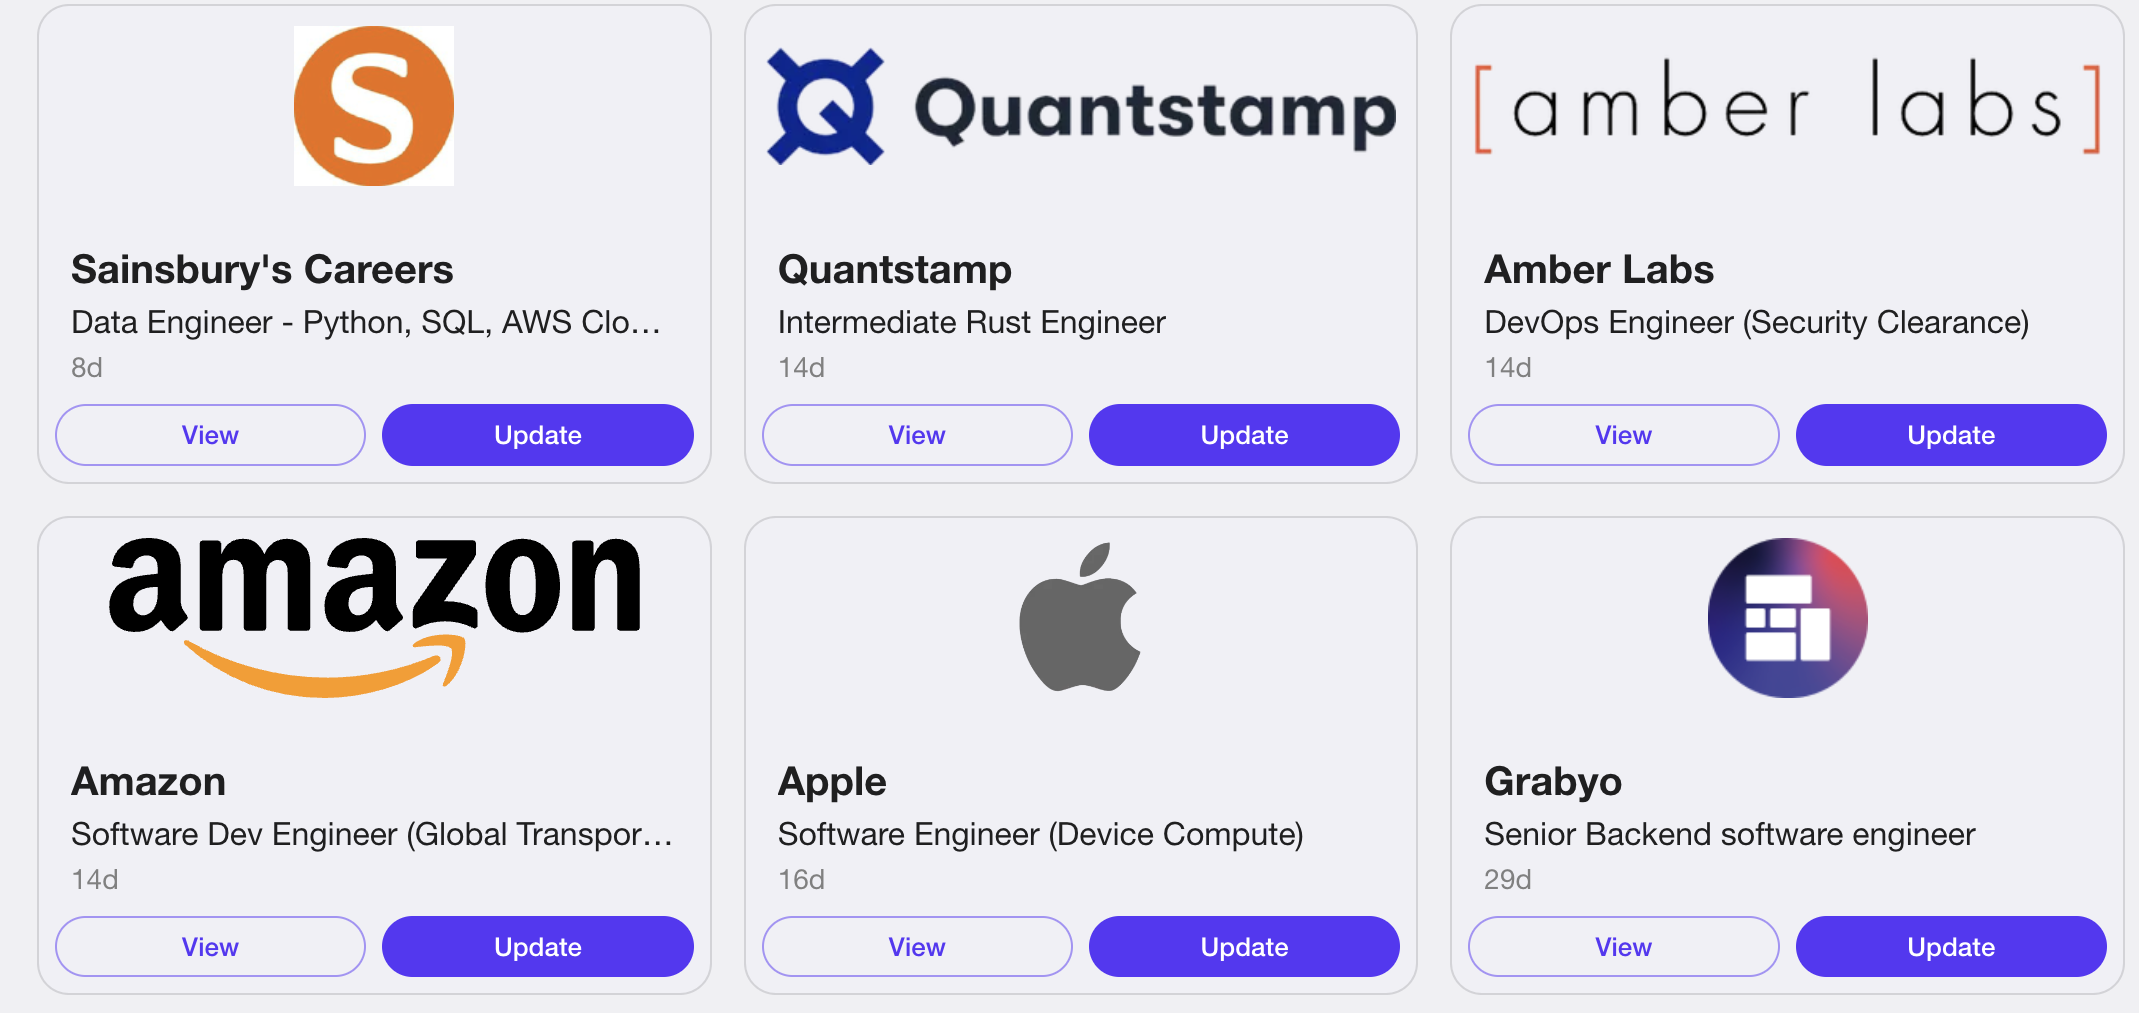 S
Quantstamp
[amber labs]
Sainsbury's Careers
Data Engineer - Python, SQL, AWS Clo...
8d
View Update
Quantstamp
Intermediate Rust Engineer
14d
View Update
Amber Labs
DevOps Engineer (Security Clearance)
14d
View Update
amazon
Amazon
Software Dev Engineer (Global Transpor...
14d
View Update
Apple
Software Engineer (Device Compute)
16d
View Update
Grabyo
Senior Backend software engineer
29d
View Update